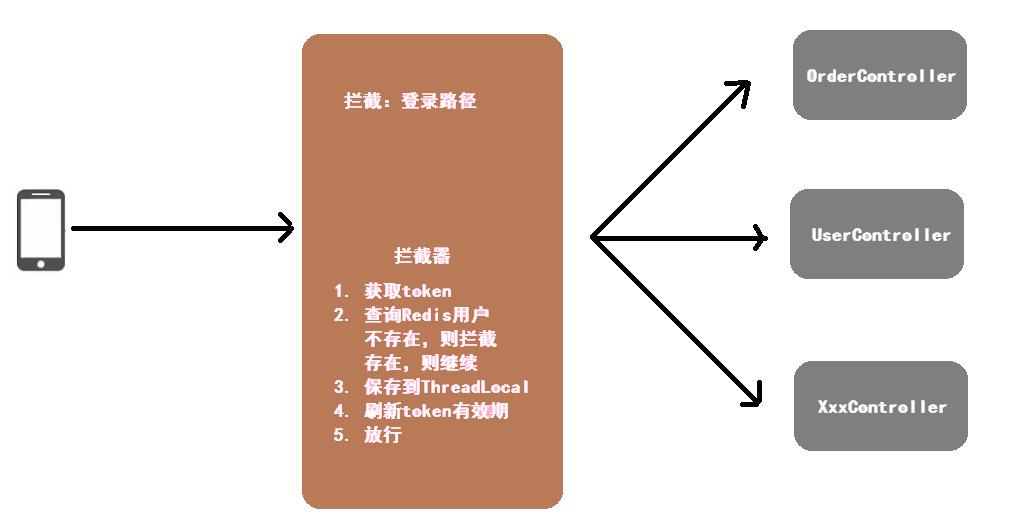 拦截：登录路径
拦截器
1. 获取token
2. 查询Redis用户
不存在，则拦截
存在，则继续
3. 保存到ThreadLocal
4. 刷新token有效期
5. 放行
OrderController
UserController
XxxController